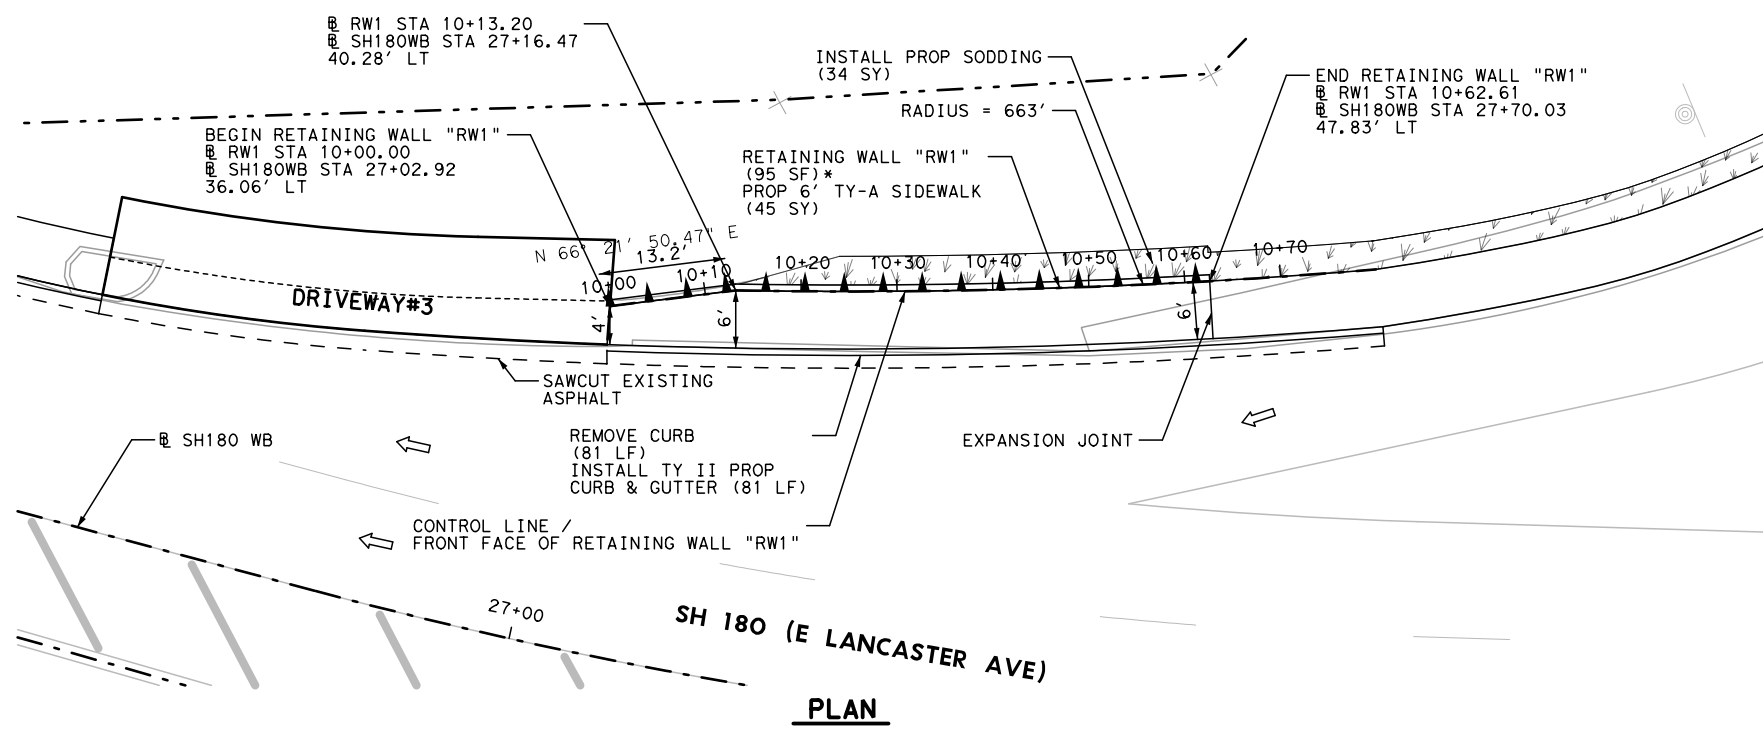 ℄ RW1 STA 10+13.20
℄ SH180WB STA 27+16.47
40.28' LT
INSTALL PROP SODDING
(34 SY)
RADIUS = 663'
END RETAINING WALL "RW1"
℄ RW1 STA 10+62.61
℄ SH180WB STA 27+70.03
47.83' LT
BEGIN RETAINING WALL "RW1"
℄ RW1 STA 10+00.00
℄ SH180WB STA 27+02.92
36.06' LT
RETAINING WALL "RW1"
(95 SF)*
PROP 6' TY-A SIDEWALK
(45 SY)
N 66° 21' 50.47" E
13.2'
10+00
10+10
10+20
10+30
10+40
10+50
10+60
10+70
DRIVEWAY#3
4'
6'
6'
SAWCUT EXISTING
ASPHALT
℄ SH180 WB
REMOVE CURB
(81 LF)
INSTALL TY II PROP
CURB & GUTTER (81 LF)
EXPANSION JOINT
CONTROL LINE /
FRONT FACE OF RETAINING WALL "RW1"
27+00
SH 180 (E LANCASTER AVE)
PLAN